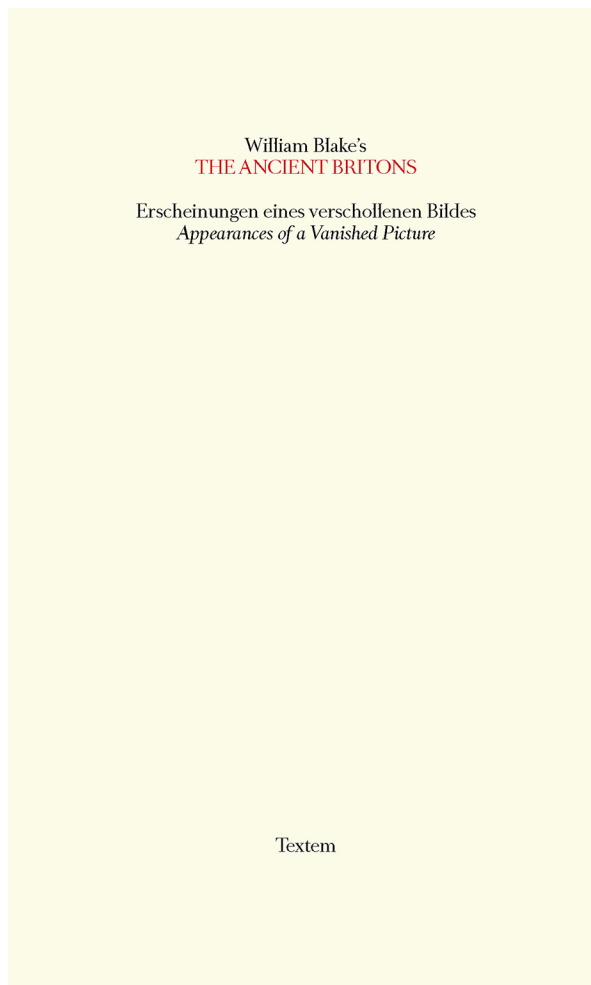 William Blake's
THE ANCIENT BRITONS
Erscheinungen eines verschollenen Bildes
Appearances of a Vanished Picture
Textem